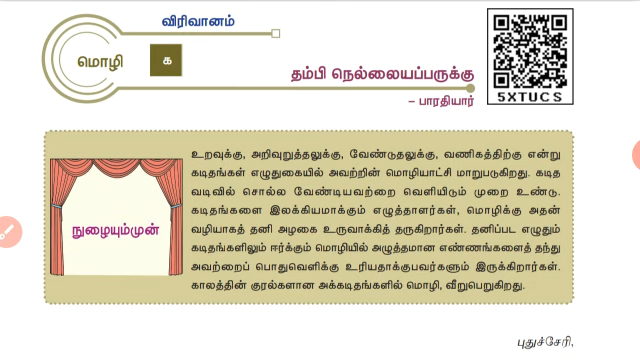 விரிவானம்
மொழி
க
தம்பி நெல்லையப்பருக்கு
– பாரதியார்
5XTUCS
உறவுக்கு, அறிவுறுத்தலுக்கு, வேண்டுதலுக்கு, வணிகத்திற்கு என்று
கடிதங்கள் எழுதுகையில் அவற்றின் மொழியாட்சி மாறுபடுகிறது. கடித
வடிவில் சொல்ல வேண்டியவற்றை வெளியிடும் முறை உண்டு.
கடிதங்களை இலக்கியமாக்கும் எழுத்தாளர்கள், மொழிக்கு அதன்
வழியாகத் தனி அழகை உருவாக்கித் தருகிறார்கள். தனிப்பட எழுதும்
கடிதங்களிலும் ஈர்க்கும் மொழியில் அழுத்தமான எண்ணங்களைத் தந்து
அவற்றைப் பொதுவெளிக்கு உரியதாக்குபவர்களும் இருக்கிறார்கள்.
காலத்தின் குரல்களான அக்கடிதங்களில் மொழி, வீறுபெறுகிறது.
நுழையும்முன்
புதுச்சேரி,